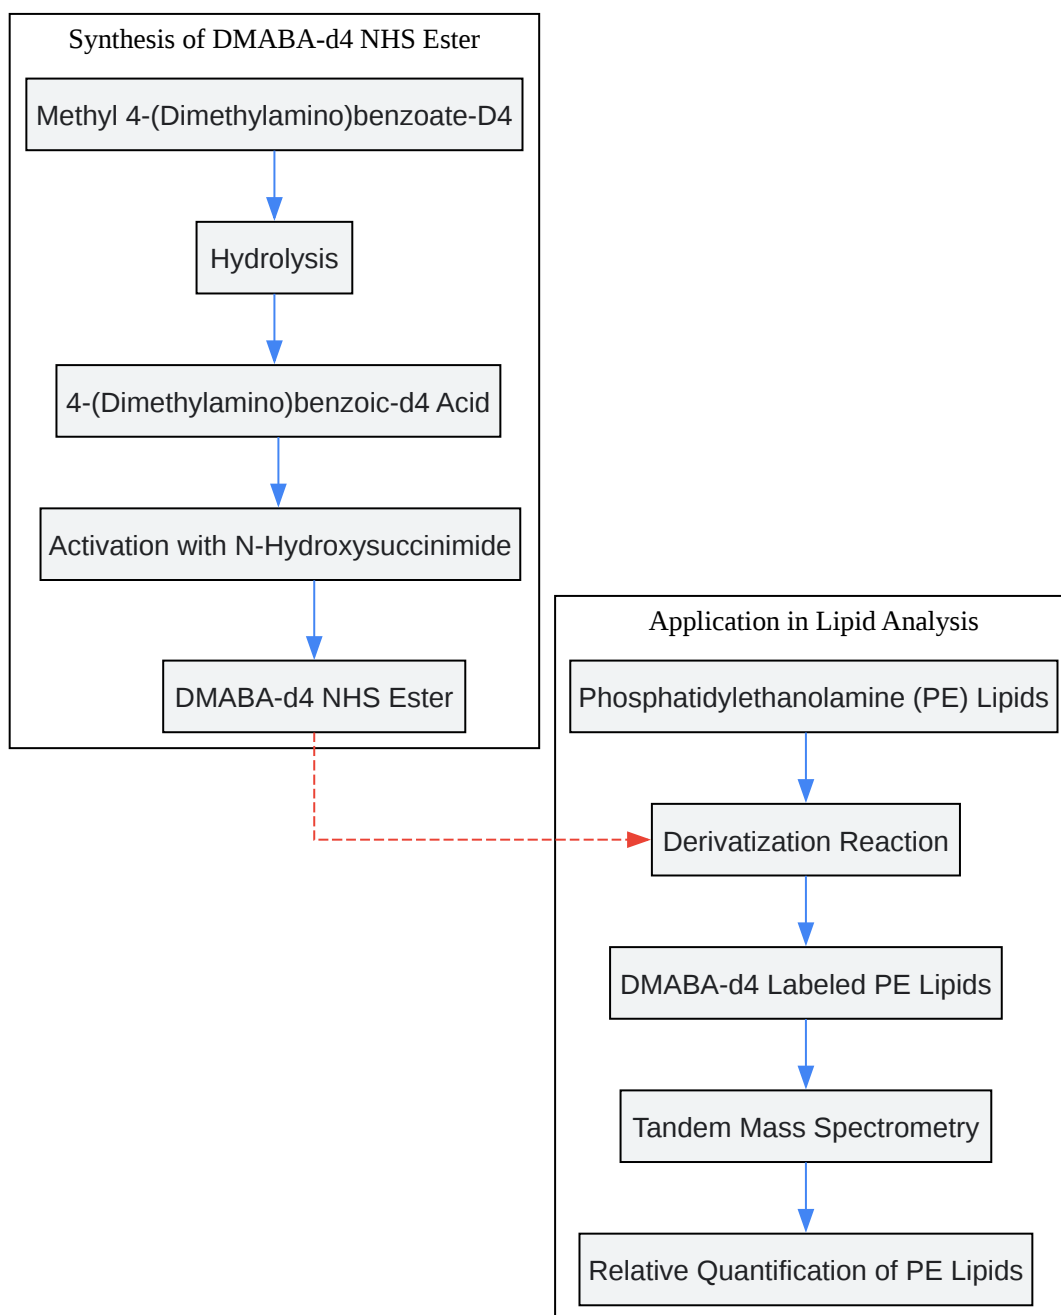 Synthesis of DMABA-d4 NHS Ester
Methyl 4-(Dimethylamino)benzoate-D4
Hydrolysis
4-(Dimethylamino)benzoic-d4 Acid
Activation with N-Hydroxysuccinimide
DMABA-d4 NHS Ester
Application in Lipid Analysis
Phosphatidylethanolamine (PE) Lipids
Derivatization Reaction
DMABA-d4 Labeled PE Lipids
Tandem Mass Spectrometry
Relative Quantification of PE Lipids